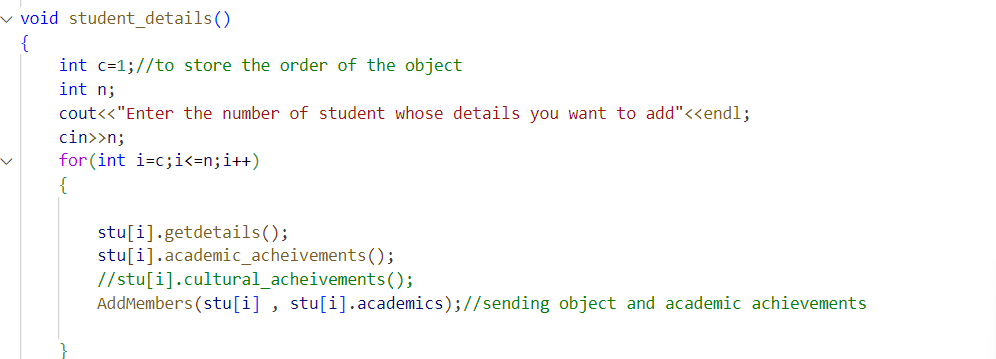 void student_details()
{
int c=1;//to store the order of the object
int n;
cout<<"Enter the number of student whose details you want to add"<<endl;
cin>>n;
for(int i=c;i<=n;i++)
{
stu[i].getdetails();
stu[i].academic_acheivements();
//stu[i].cultural_acheivements();
AddMembers(stu[i] , stu[i].academics);//sending object and academic achievements
}